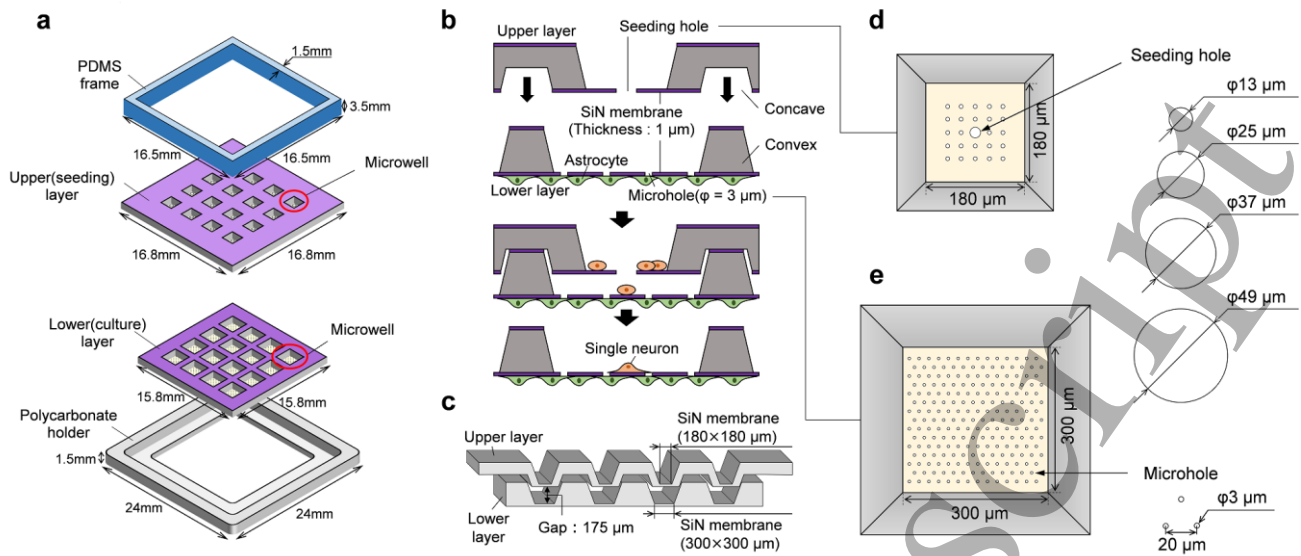 a
1.5mm
PDMS
frame
3.5mm
16.5mm
16.5mm
Microwell
Upper(seeding)
layer
16.8mm
16.8mm
Lower(culture)
layer
Microwell
15.8mm
15.8mm
Polycarbonate
holder
1.5mm
24mm
24mm
b
Upper layer
Seeding hole
SiN membrane
(Thickness : 1 μm)
Concave
Convex
Astrocyte
Lower layer
Microhole(φ = 3 μm)
Single neuron
c
Upper layer
SiN membrane
(180×180 μm)
Lower
layer
Gap : 175 μm
SiN membrane
(300×300 μm)
d
Seeding hole
180 μm
180 μm
φ13 μm
φ25 μm
φ37 μm
φ49 μm
e
300 μm
300 μm
Microhole
φ3 μm
20 μm
script